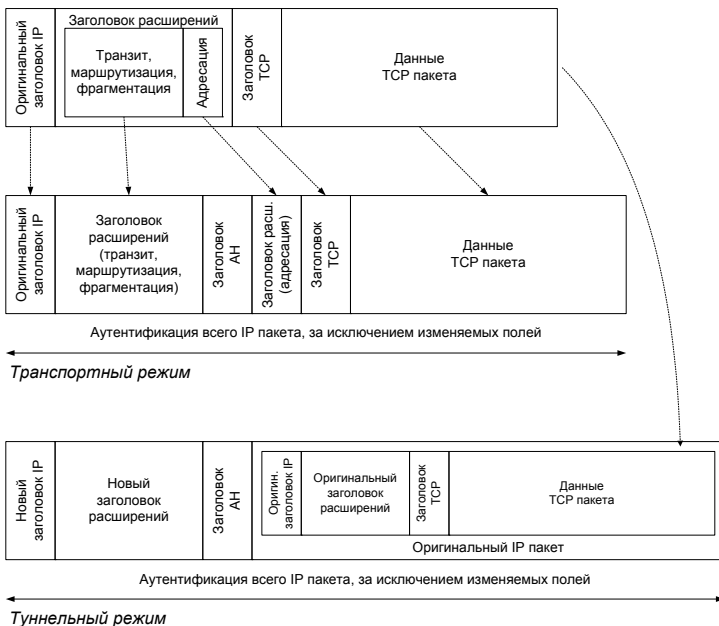 Оригинальный
заголовок IP
Заголовок расширений
Транзит,
маршрутизация,
фрагментация
Адресация
Заголовок
TCP
Данные
TCP пакета
Оригинальный
заголовок IP
Заголовок
расширений
(транзит,
маршрутизация,
фрагментация)
Заголовок
AH
Заголовок расш.
(адресация)
Заголовок
TCP
Данные
TCP пакета
Аутентификация всего IP пакета, за исключением изменяемых полей
Транспортный режим
Новый
заголовок IP
Новый
заголовок
расширений
Заголовок
AH
Оригин.
заголовок IP
Оригинальный
заголовок
расширений
Заголовок
TCP
Данные
TCP пакета
Оригинальный IP пакет
Аутентификация всего IP пакета, за исключением изменяемых полей
Туннельный режим